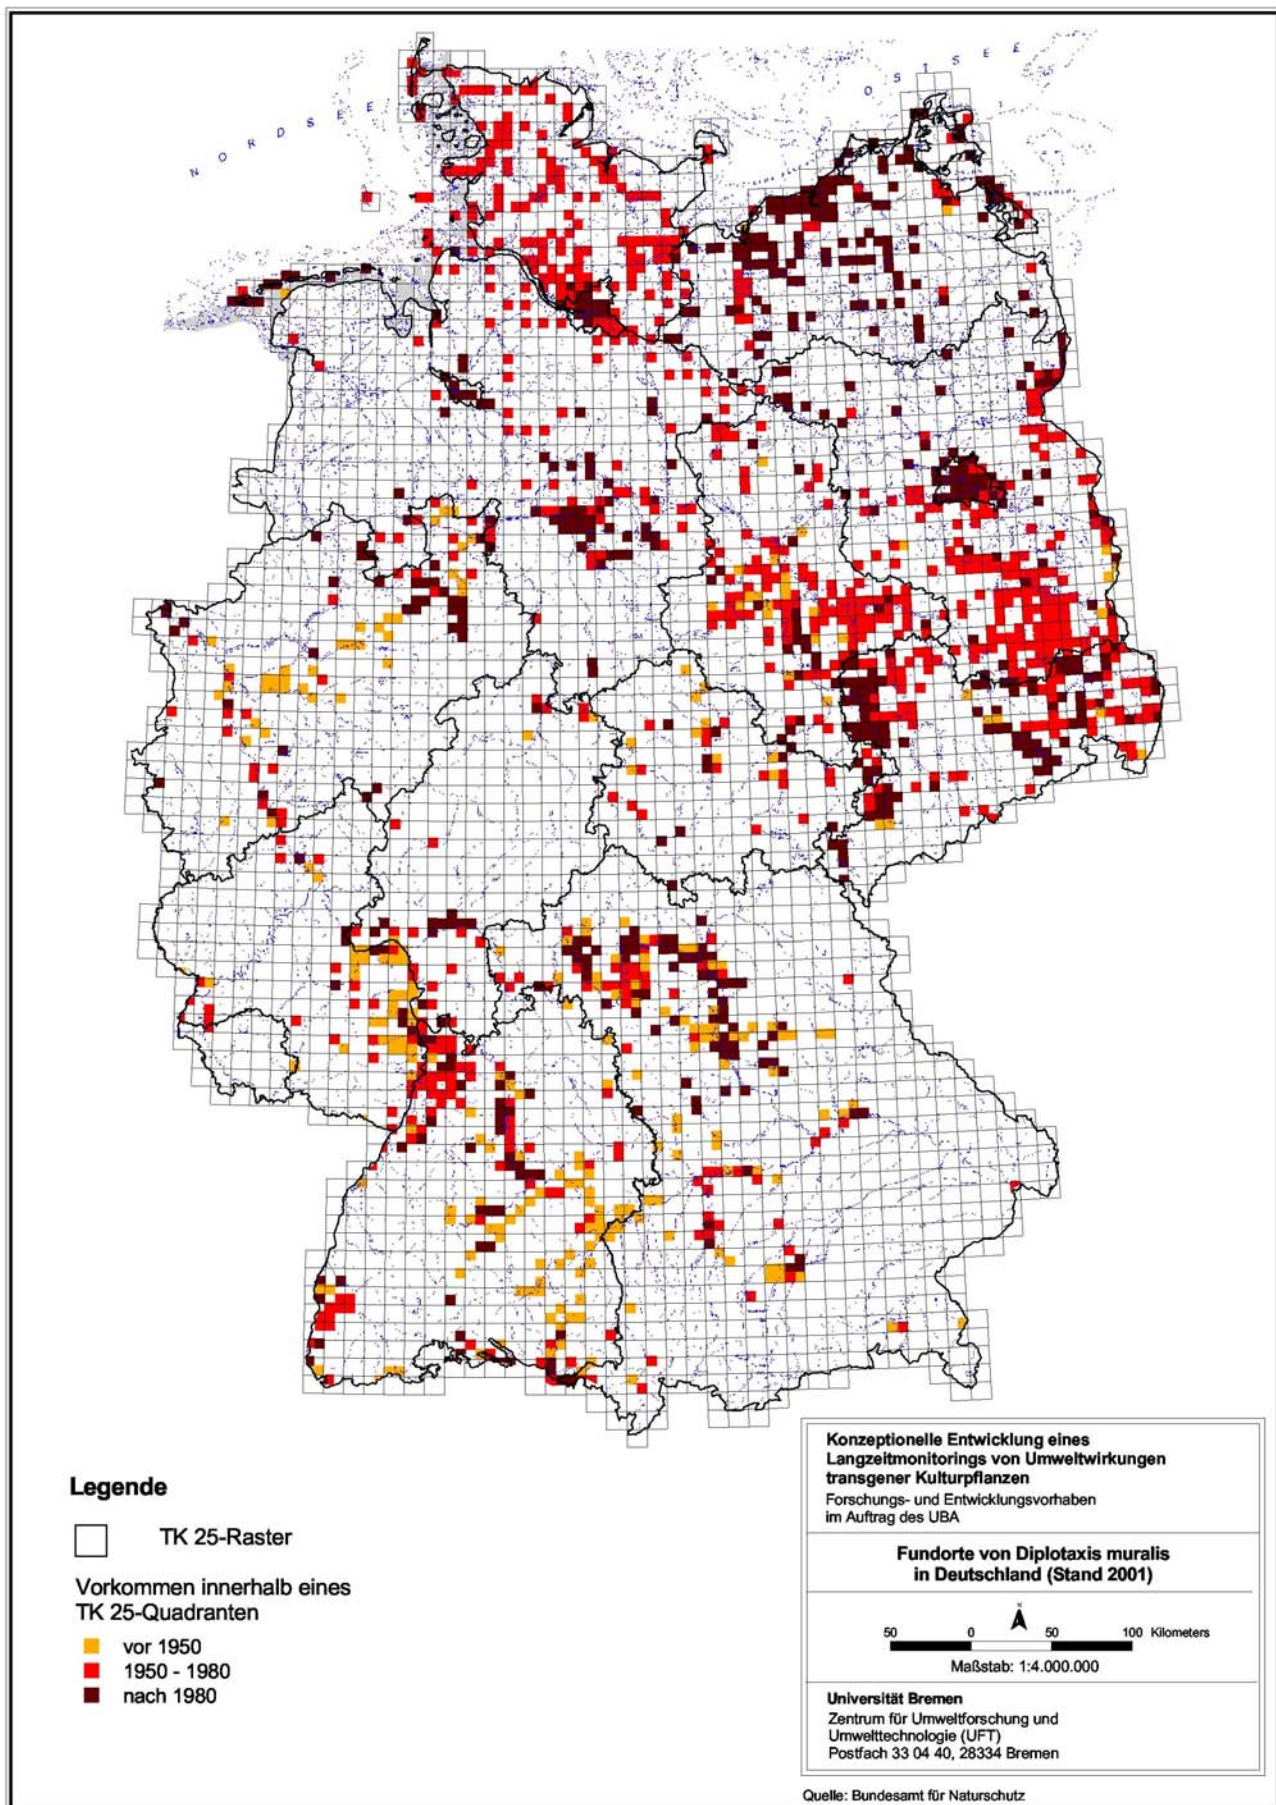 N O R D S E E
O S T S E E
Legende
TK 25-Raster
Vorkommen innerhalb eines
TK 25-Quadranten
vor 1950
1950 - 1980
nach 1980
Konzeptionelle Entwicklung eines
Langzeitmonitorings von Umweltwirkungen
transgener Kulturpflanzen
Forschungs- und Entwicklungsvorhaben
im Auftrag des UBA
Fundorte von Diplotaxis muralis
in Deutschland (Stand 2001)
N
50 0 50 100 Kilometers
Maßstab: 1:4.000.000
Universität Bremen
Zentrum für Umweltforschung und
Umwelttechnologie (UFT)
Postfach 33 04 40, 28334 Bremen
Quelle: Bundesamt für Naturschutz